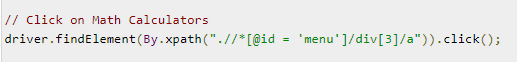 // Click on Math Calculators
driver.findElement(By.xpath(".//*[@id = 'menu']/div[3]/a")).click();